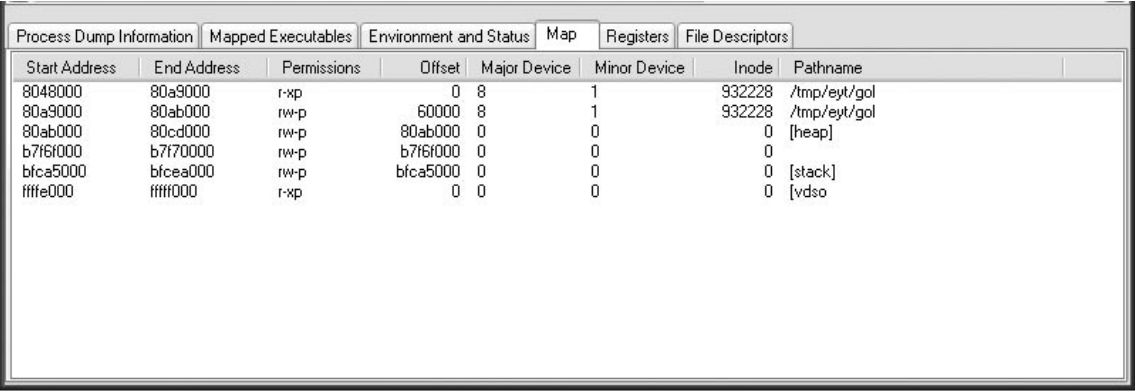 Process Dump Information Mapped Executables Environment and Status Map Registers File Descriptors
Start Address End Address Permissions Offset Major Device Minor Device Inode Pathname
8048000 80a9000 r-xp 0 8 1 932228 /tmp/eyt/gol
80a9000 80ab000 rw-p 60000 8 1 932228 /tmp/eyt/gol
80ab000 80cd000 rw-p 80ab000 0 0 0 [heap]
b7f6f000 b7f70000 rw-p b7f6f000 0 0 0
bfca5000 bfcea000 rw-p bfca5000 0 0 0 [stack]
ffffe000 fffff000 r-xp 0 0 0 0 [vdso